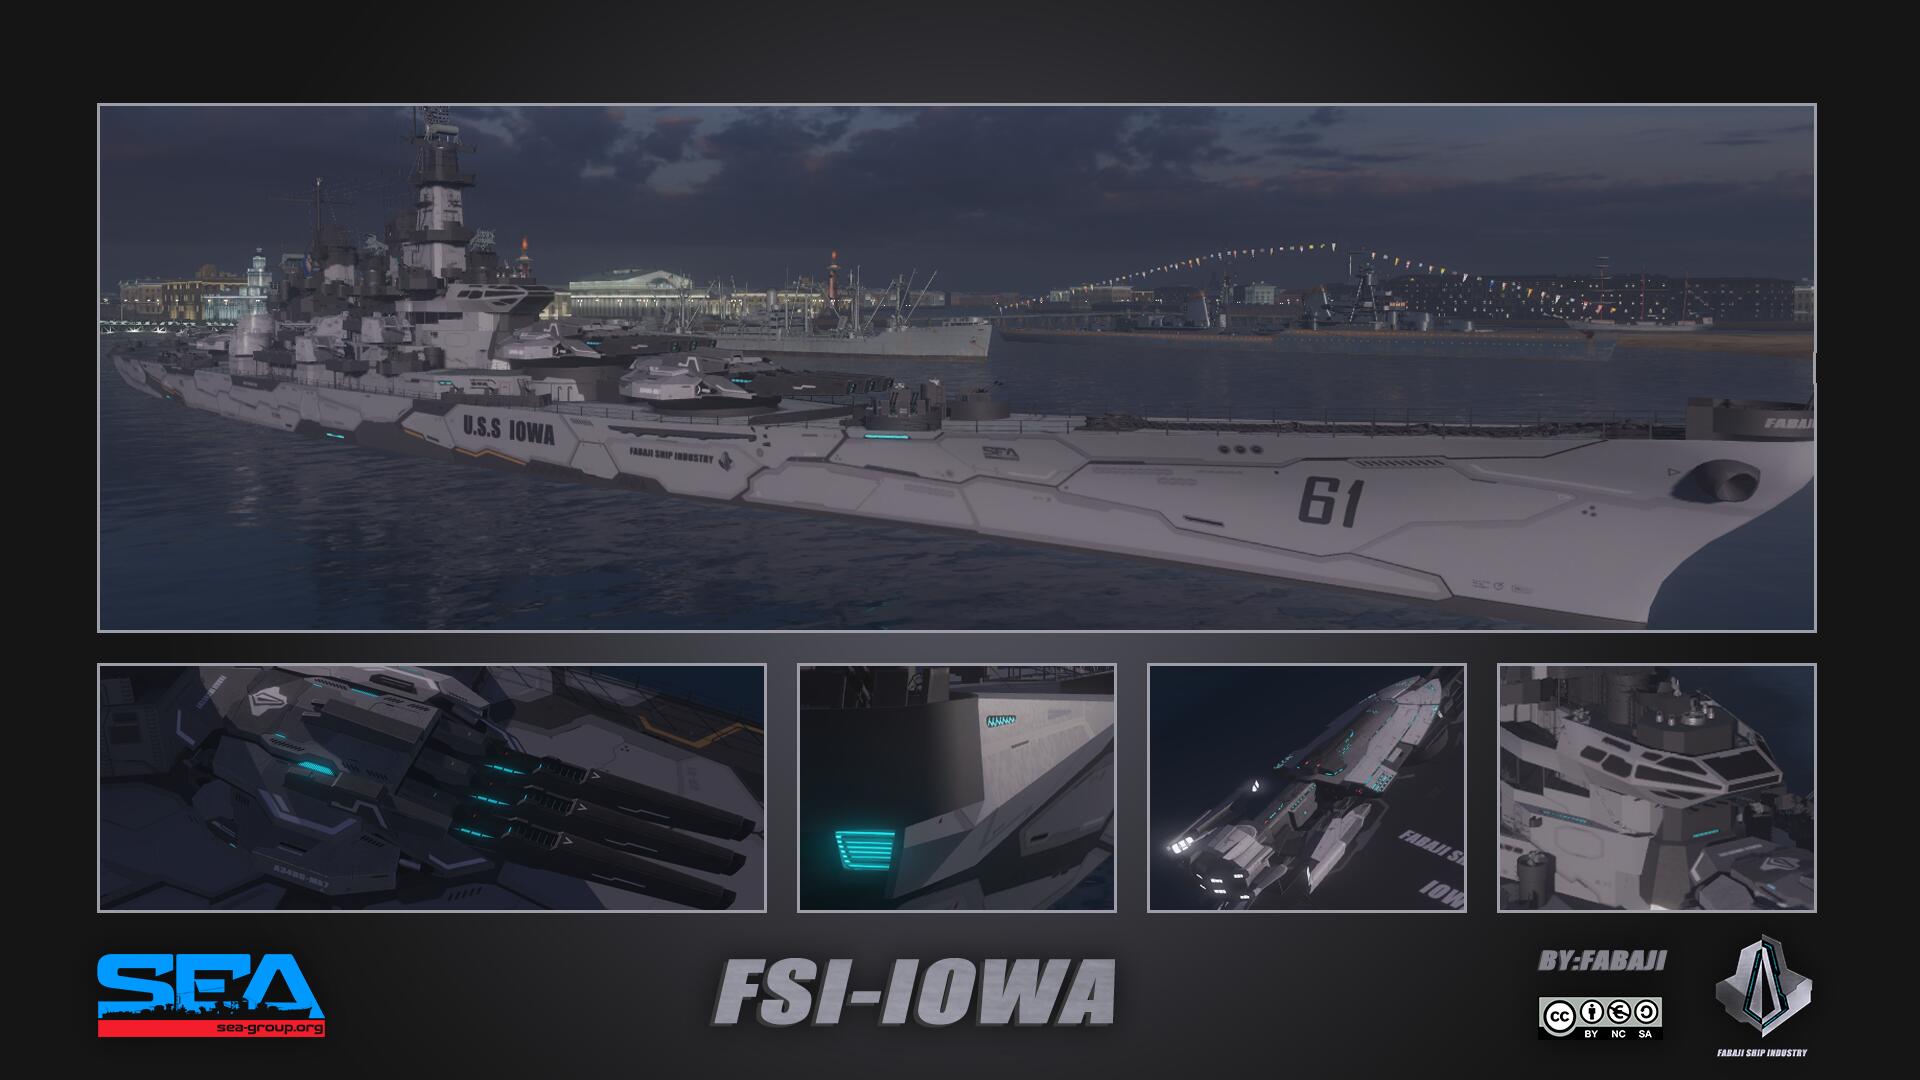 FABAJI
U.S.S IOWA
FABAJI SHIP INDUSTRY
SEA
61
FABAJI
IOW
SEA
sea-group.org
FSI-IOWA
BY:FABAJI
cc
BY NC SA
FABAJI SHIP INDUSTRY